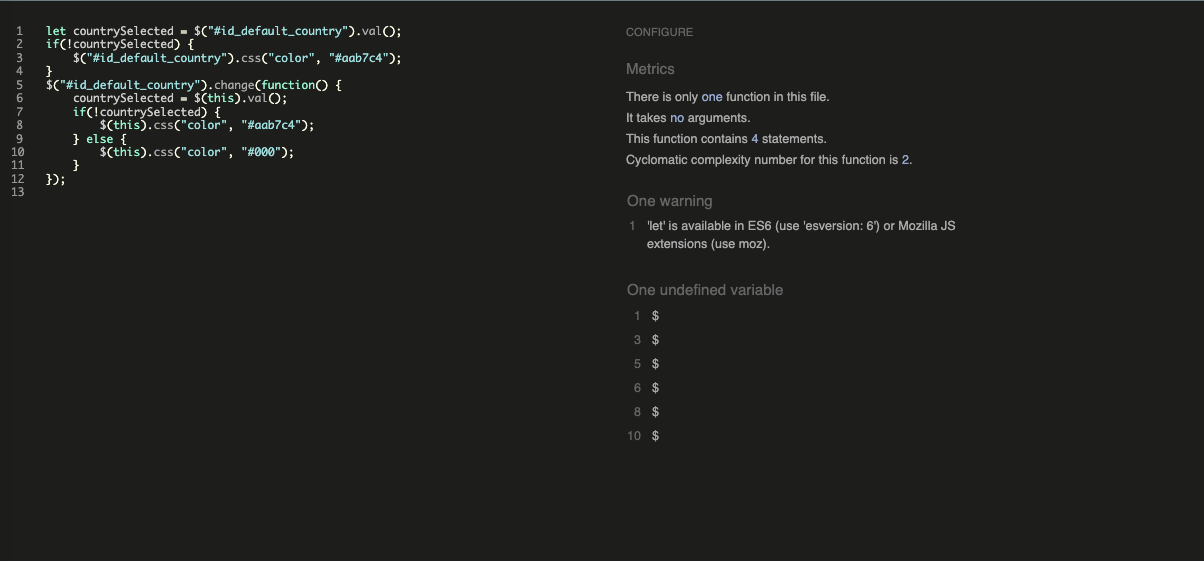 1 let countrySelected = $("#id_default_country").val();
2 if(!countrySelected) {
3     $("#id_default_country").css("color", "#aab7c4");
4 }
5 $("#id_default_country").change(function() {
6     countrySelected = $(this).val();
7     if(!countrySelected) {
8         $(this).css("color", "#aab7c4");
9     } else {
10         $(this).css("color", "#000");
11     }
12 });
13
CONFIGURE
Metrics
There is only one function in this file.
It takes no arguments.
This function contains 4 statements.
Cyclomatic complexity number for this function is 2.
One warning
1 'let' is available in ES6 (use 'esversion: 6') or Mozilla JS
extensions (use moz).
One undefined variable
1 $
3 $
5 $
6 $
8 $
10 $